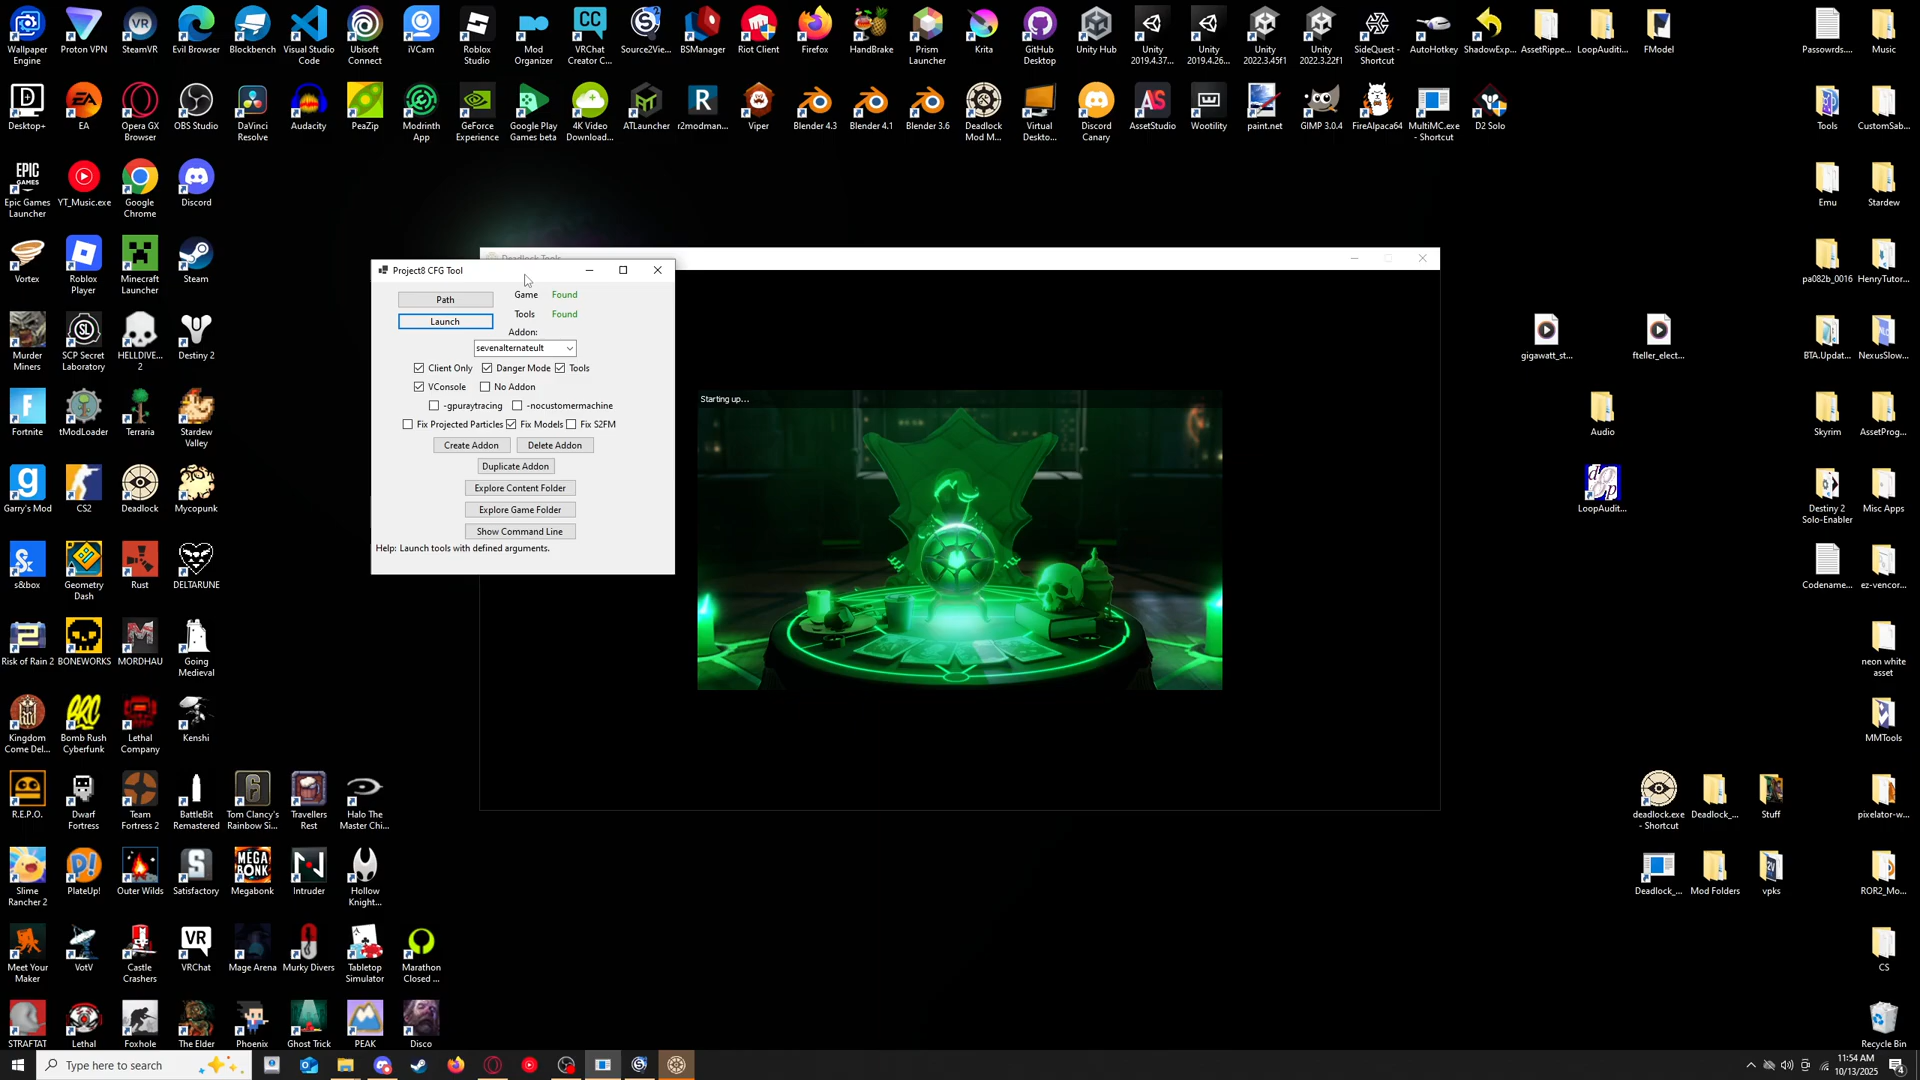 Wallpaper Engine
Proton VPN
SteamVR
Evil Browser
Blockbench
Visual Studio Code
Ubisoft Connect
iVCam
Roblox Studio
Mod Organizer
VRChat Creator C...
Source2Vie...
BSManager
Riot Client
Firefox
HandBrake
Prism Launcher
Krita
GitHub Desktop
Unity Hub
Unity 2019.4.37...
Unity 2019.4.26...
Unity 2022.3.45f1
Unity 2022.3.22f1
SideQuest - Shortcut
AutoHotkey
ShadowExp...
AssetRippe...
LoopAuditi...
FModel
Passowrds....
Music
Desktop+
EA
Opera GX Browser
OBS Studio
DaVinci Resolve
Audacity
PeaZip
Modrinth App
GeForce Experience
Google Play Games beta
4K Video Download...
ATLauncher
r2modman...
Viper
Blender 4.3
Blender 4.1
Blender 3.6
Deadlock Mod M...
Virtual Deskto...
Discord Canary
AssetStudio
Wootility
paint.net
GIMP 3.0.4
FireAlpaca64
MultiMC.exe - Shortcut
D2 Solo
Tools
CustomSab...
Epic Games Launcher
YT_Music.exe
Google Chrome
Discord
Emu
Stardew
Vortex
Roblox Player
Minecraft Launcher
Steam
Deadlock Tools
Project8 CFG Tool
Path
Game Found
Launch
Tools Found
Addon:
sevenalternateult
Client Only
Danger Mode
Tools
VConsole
No Addon
-gpuraytracing
-nocustomermachine
Fix Projected Particles
Fix Models
Fix S2FM
Create Addon
Delete Addon
Duplicate Addon
Explore Content Folder
Explore Game Folder
Show Command Line
Help: Launch tools with defined arguments.
Starting up...
pa082b_0016
HenryTutor...
Murder Miners
SCP Secret Laboratory
HELLDIVE... 2
Destiny 2
gigawatt_st...
fteller_elect...
BTA.Updat...
NexusSlow...
Fortnite
tModLoader
Terraria
Stardew Valley
Audio
Skyrim
AssetProg...
Garry's Mod
CS2
Deadlock
Mycopunk
LoopAudit...
Destiny 2 Solo-Enabler
Misc Apps
s&box
Geometry Dash
Rust
DELTARUNE
Codename...
ez-vencor...
Risk of Rain 2
BONEWORKS
MORDHAU
Going Medieval
neon white asset
Kingdom Come Del...
Bomb Rush Cyberfunk
Lethal Company
Kenshi
MMTools
R.E.P.O.
Dwarf Fortress
Team Fortress 2
BattleBit Remastered
Tom Clancy's Rainbow Si...
Travellers Rest
Halo The Master Chi...
deadlock.exe - Shortcut
Deadlock_...
Stuff
pixelator-w...
Slime Rancher 2
PlateUp!
Outer Wilds
Satisfactory
Megabonk
Intruder
Hollow Knight...
Deadlock_...
Mod Folders
vpks
ROR2_Mo...
Meet Your Maker
VotV
Castle Crashers
VRChat
Mage Arena
Murky Divers
Tabletop Simulator
Marathon Closed ...
CS
STRAFTAT
Lethal
Foxhole
The Elder
Phoenix
Ghost Trick
PEAK
Disco
Recycle Bin
Type here to search
11:54 AM
10/13/2025
4